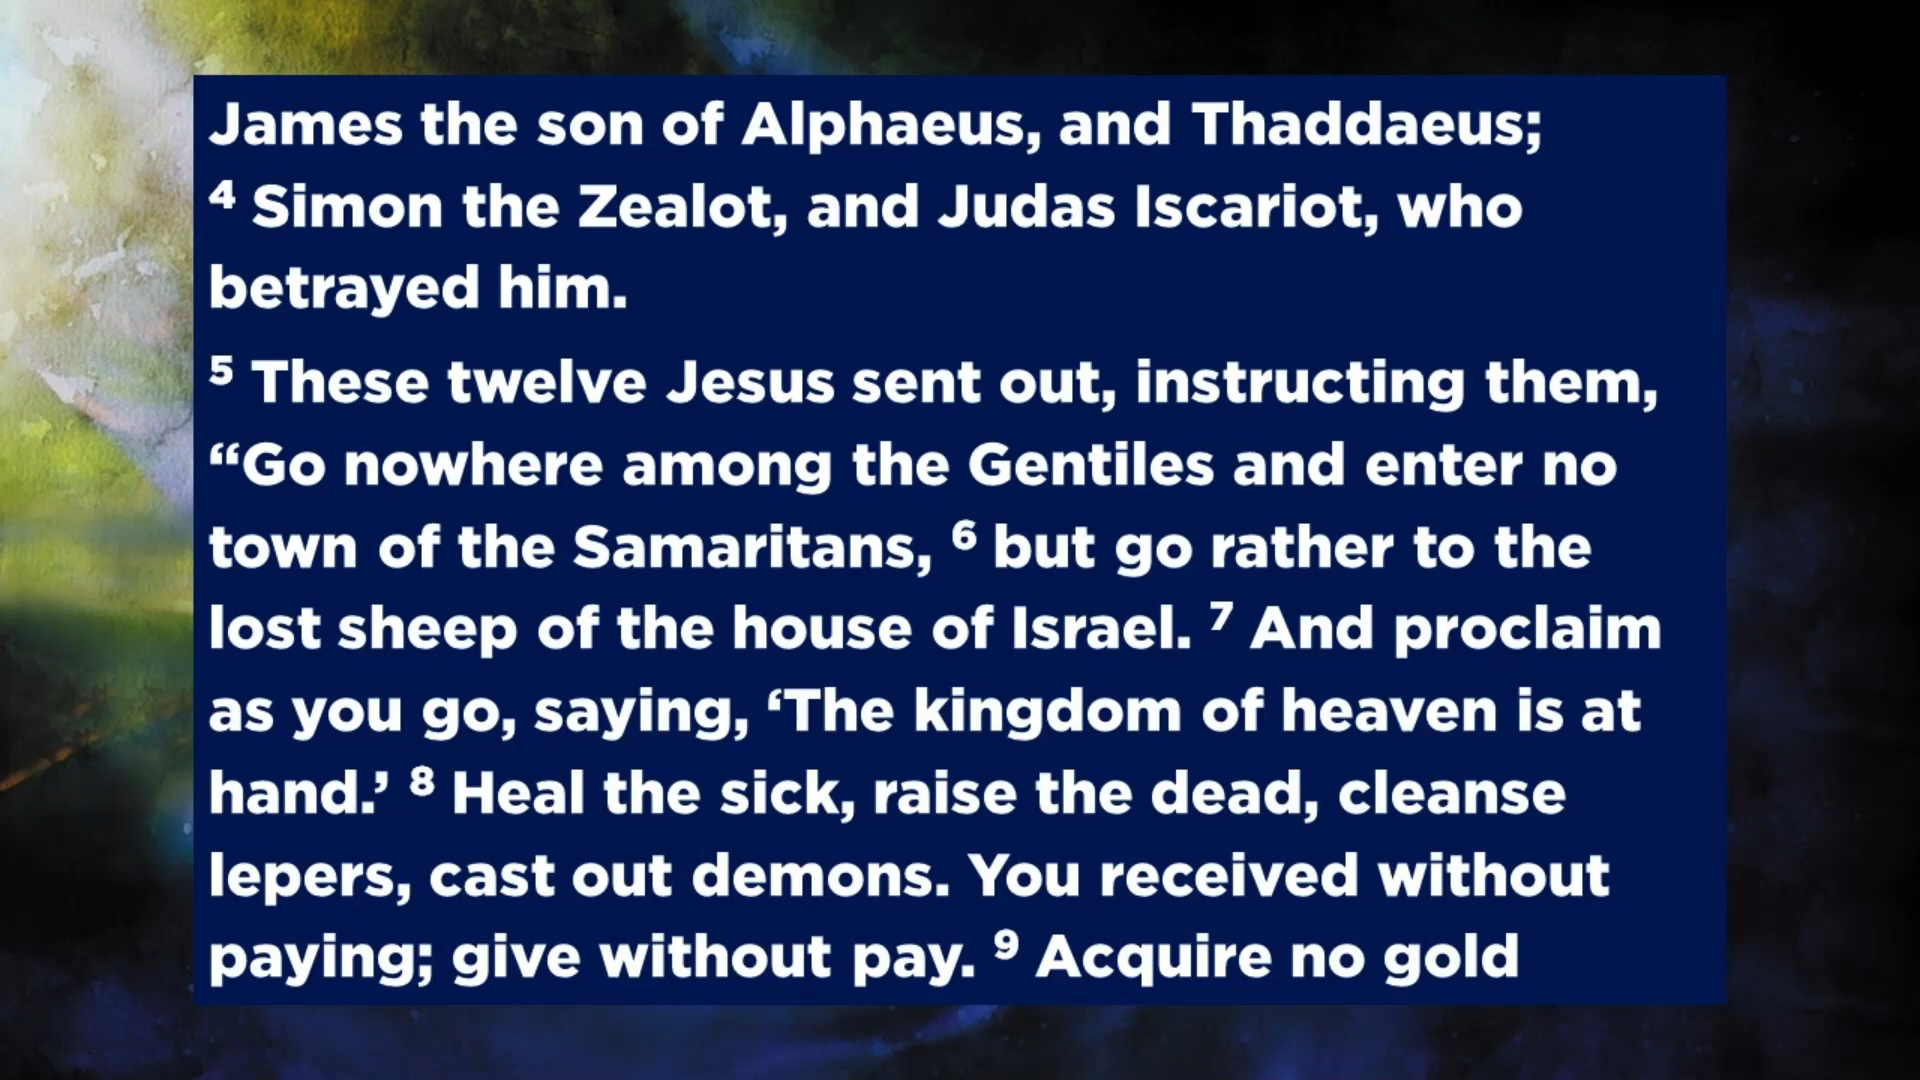 James the son of Alphaeus, and Thaddaeus;
4 Simon the Zealot, and Judas Iscariot, who
betrayed him.
5 These twelve Jesus sent out, instructing them,
“Go nowhere among the Gentiles and enter no
town of the Samaritans, 6 but go rather to the
lost sheep of the house of Israel. 7 And proclaim
as you go, saying, ‘The kingdom of heaven is at
hand.’ 8 Heal the sick, raise the dead, cleanse
lepers, cast out demons. You received without
paying; give without pay. 9 Acquire no gold